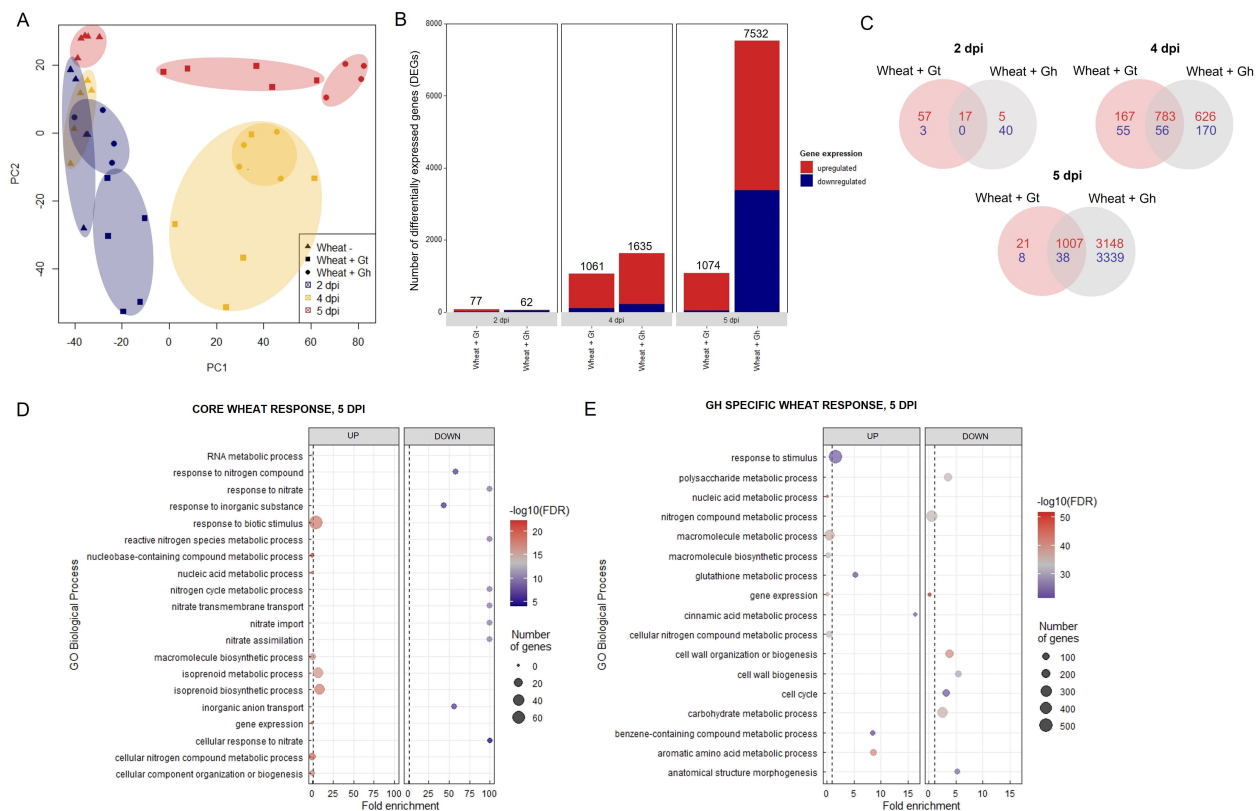 A
20
0
-20
-40
PC2
-40
-20
0
20
40
60
80
PC1
Wheat -
Wheat + Gt
Wheat + Gh
2 dpi
4 dpi
5 dpi
B
Number of differentially expressed genes (DEGs)
8000
6000
4000
2000
0
77
62
1061
1635
1074
7532
2 dpi
4 dpi
5 dpi
Wheat + Gt
Wheat + Gh
Wheat + Gt
Wheat + Gh
Wheat + Gt
Wheat + Gh
Gene expression
upregulated
downregulated
C
2 dpi
Wheat + Gt
Wheat + Gh
57 17 5
3 0 40
4 dpi
Wheat + Gt
Wheat + Gh
167 783 626
55 56 170
5 dpi
Wheat + Gt
Wheat + Gh
21 1007 3148
8 38 3339
D
CORE WHEAT RESPONSE, 5 DPI
UP
DOWN
GO Biological Process
RNA metabolic process
response to nitrogen compound
response to nitrate
response to inorganic substance
response to biotic stimulus
reactive nitrogen species metabolic process
nucleobase-containing compound metabolic process
nucleic acid metabolic process
nitrogen cycle metabolic process
nitrate transmembrane transport
nitrate import
nitrate assimilation
macromolecule biosynthetic process
isoprenoid metabolic process
isoprenoid biosynthetic process
inorganic anion transport
gene expression
cellular response to nitrate
cellular nitrogen compound metabolic process
cellular component organization or biogenesis
0 25 50 75 100
0 25 50 75 100
Fold enrichment
-log10(FDR)
20
15
10
5
Number
of genes
0
20
40
60
E
GH SPECIFIC WHEAT RESPONSE, 5 DPI
UP
DOWN
GO Biological Process
response to stimulus
polysaccharide metabolic process
nucleic acid metabolic process
nitrogen compound metabolic process
macromolecule metabolic process
macromolecule biosynthetic process
glutathione metabolic process
gene expression
cinnamic acid metabolic process
cellular nitrogen compound metabolic process
cell wall organization or biogenesis
cell wall biogenesis
cell cycle
carbohydrate metabolic process
benzene-containing compound metabolic process
aromatic amino acid metabolic process
anatomical structure morphogenesis
0 5 10 15
0 5 10 15
Fold enrichment
-log10(FDR)
50
40
30
Number
of genes
100
200
300
400
500